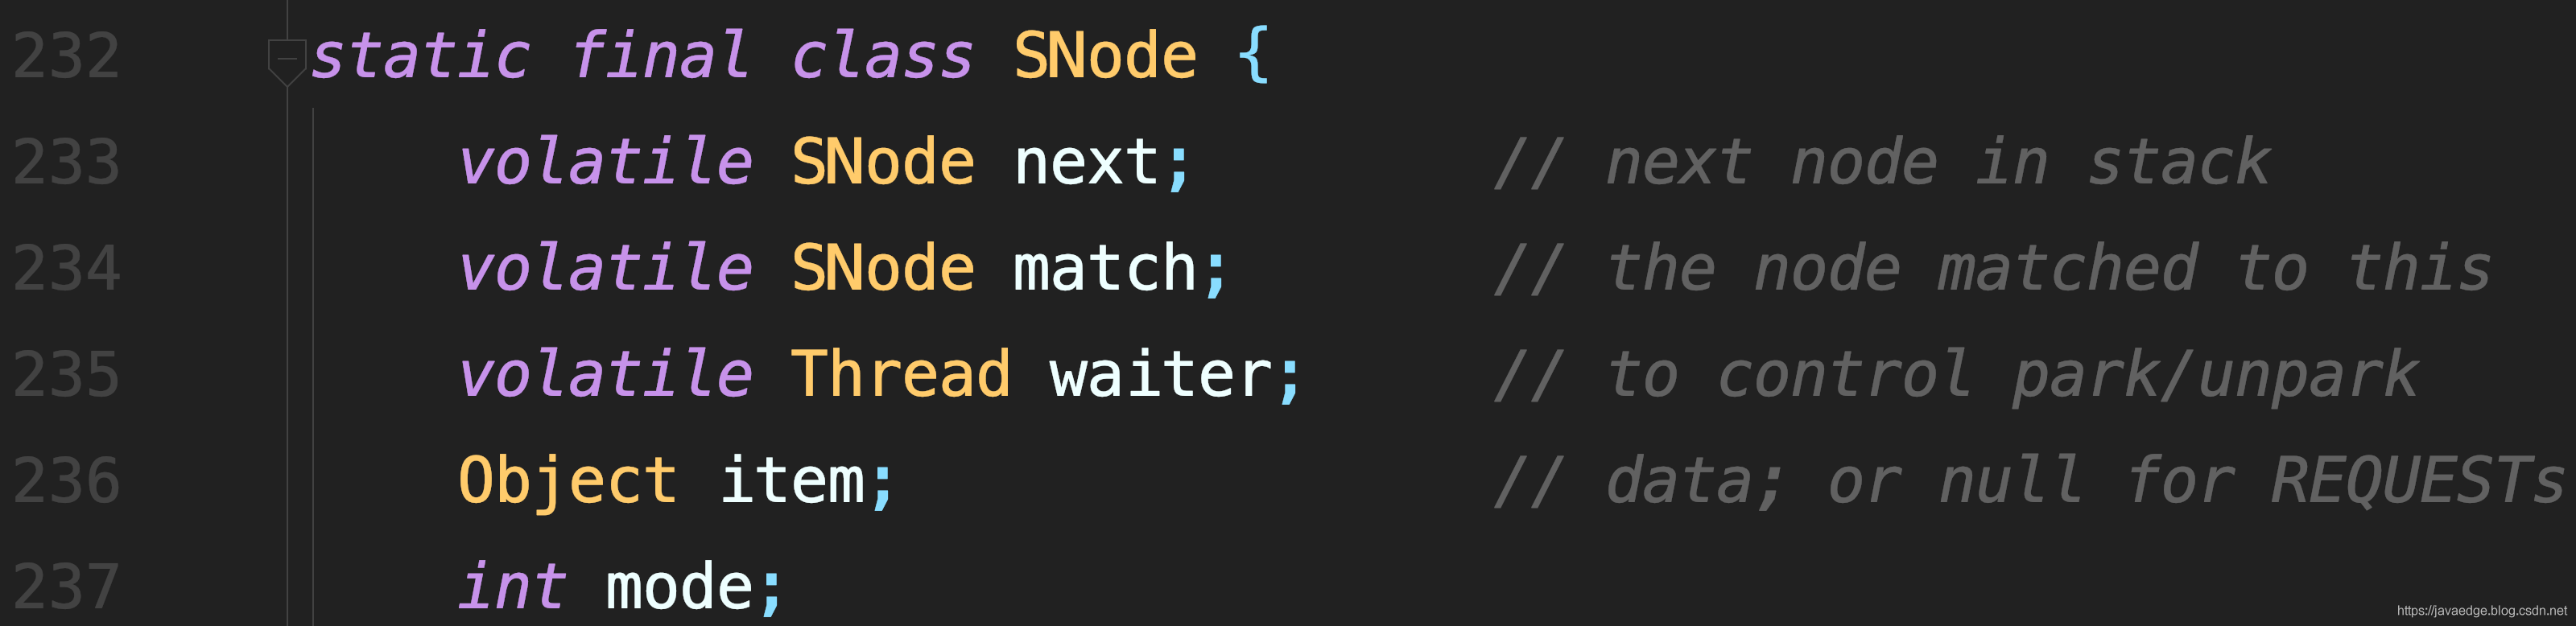 232 static final class SNode {
233 volatile SNode next; // next node in stack
234 volatile SNode match; // the node matched to this
235 volatile Thread waiter; // to control park/unpark
236 Object item; // data; or null for REQUESTs
237 int mode;
https://javaedge.blog.csdn.net